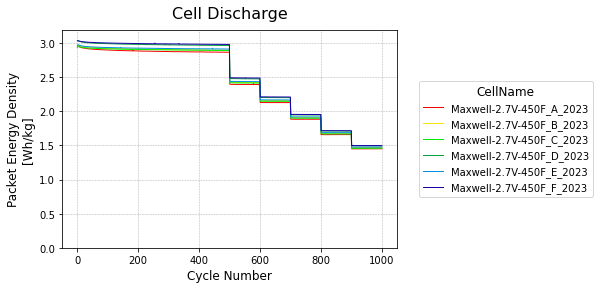 Cell Discharge
Packet Energy Density
[Wh/kg]
3.0
2.5
2.0
1.5
1.0
0.5
0.0
0
200
400
600
800
1000
Cycle Number
CellName
Maxwell-2.7V-450F_A_2023
Maxwell-2.7V-450F_B_2023
Maxwell-2.7V-450F_C_2023
Maxwell-2.7V-450F_D_2023
Maxwell-2.7V-450F_E_2023
Maxwell-2.7V-450F_F_2023